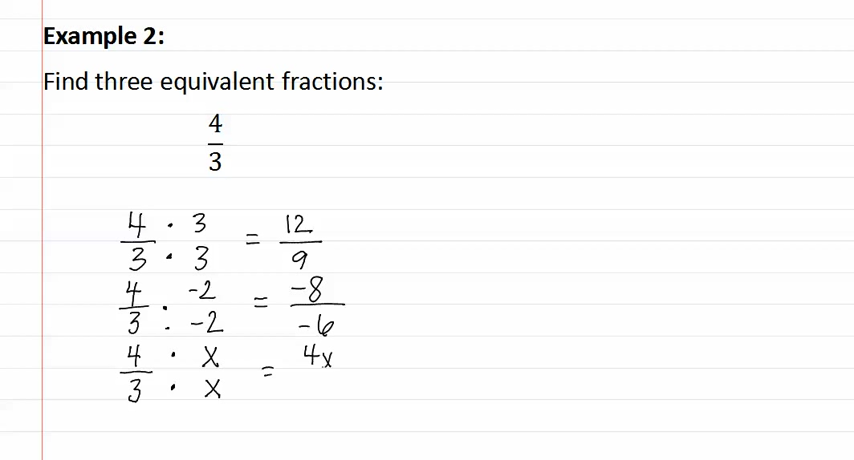 Example 2:
Find three equivalent fractions:
4
3
4 · 3 = 12
3 · 3 9
4 · -2 = -8
3 · -2 -6
4 · x = 4x
3 · x